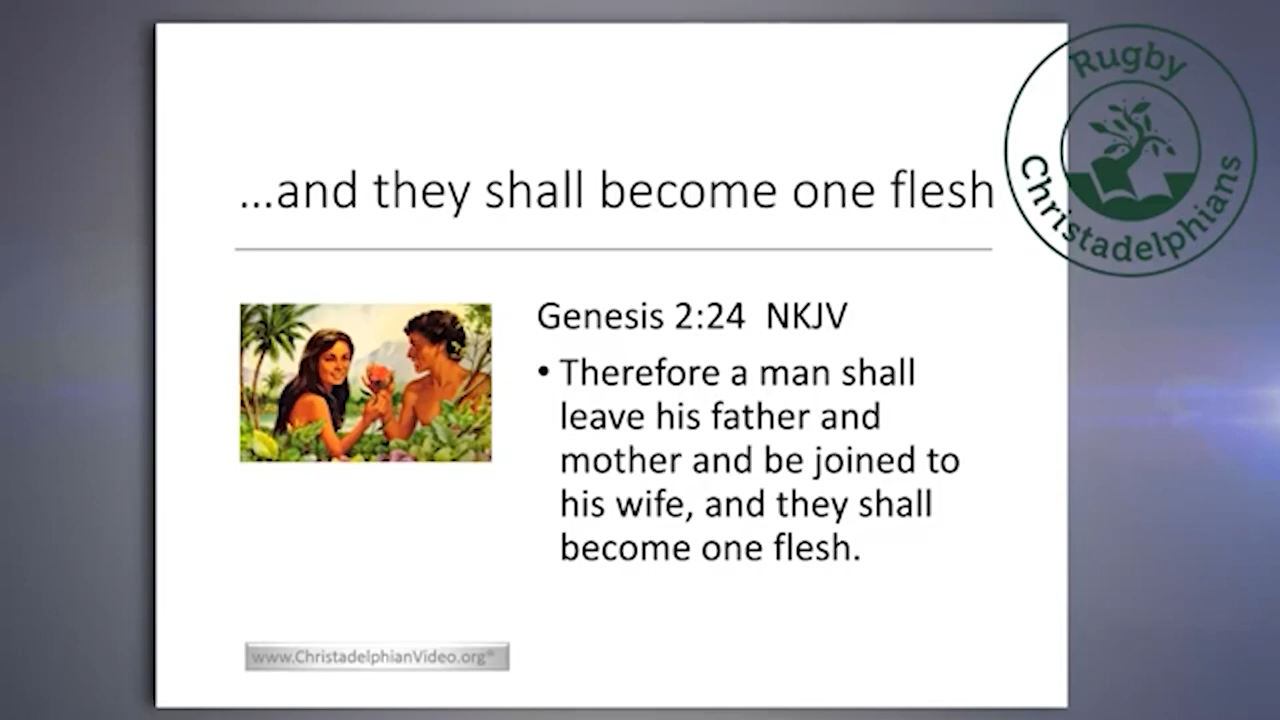 Rugby
Christadelphians
...and they shall become one flesh
Genesis 2:24 NKJV
• Therefore a man shall
leave his father and
mother and be joined to
his wife, and they shall
become one flesh.
www.ChristadelphianVideo.org®